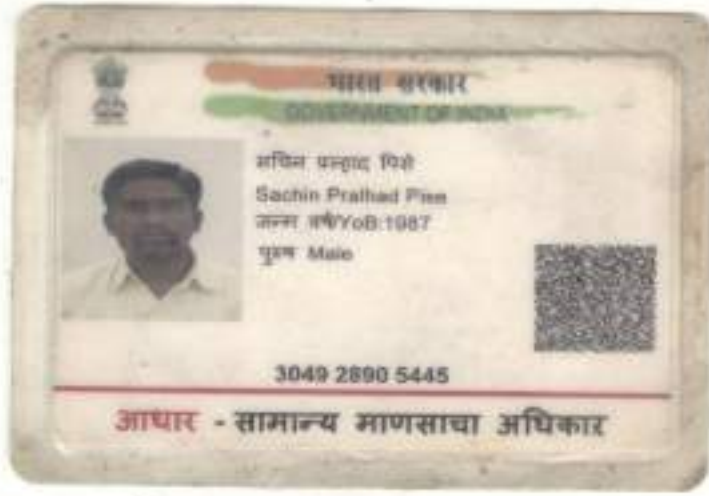 भारत सरकार
GOVERNMENT OF INDIA
सचिन प्रल्हाद पिसे
Sachin Pralhad Pise
जन्म वर्ष/YoB:1987
पुरुष Male
3049 2890 5445
आधार - सामान्य माणसाचा अधिकार